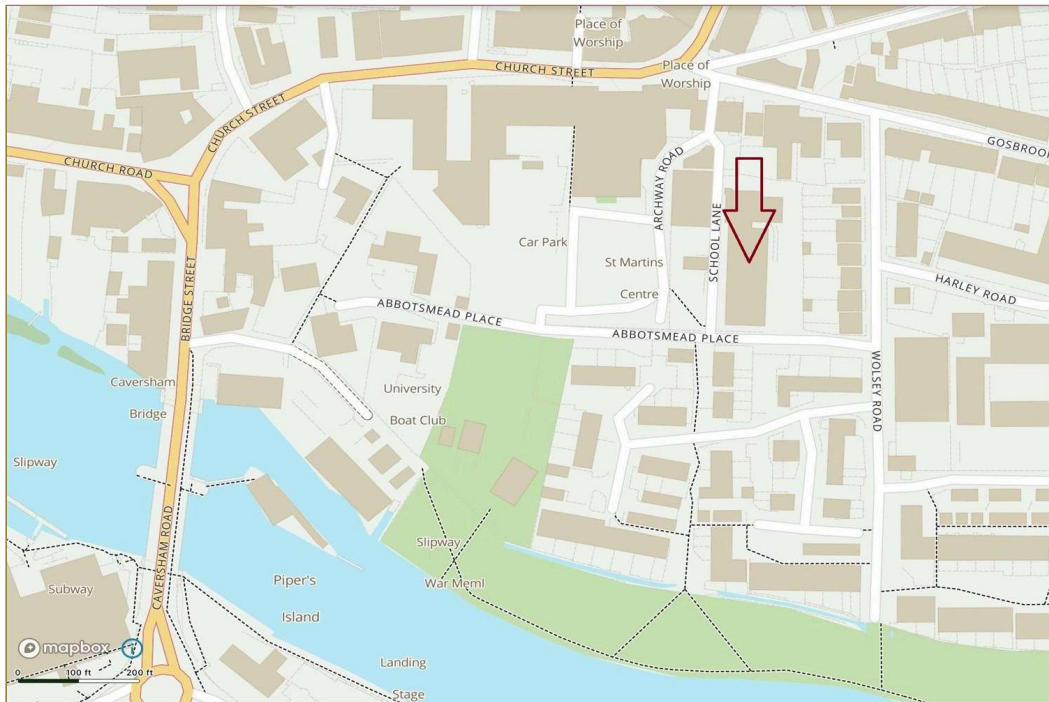 Place of
Worship
CHURCH STREET
Place of
Worship
CHURCH STREET
CHURCH ROAD
GOSBROOK
ARCHWAY ROAD
SCHOOL LANE
Car Park
St Martins
Centre
HARLEY ROAD
BRIDGE STREET
ABBOTSMEAD PLACE
ABBOTSMEAD PLACE
WOLSEY ROAD
Caversham
Bridge
University
Boat Club
Slipway
CAVERSHAM ROAD
Slipway
War Meml
Piper's
Island
Subway
mapbox
0 100 ft 200 ft
Landing
Stage